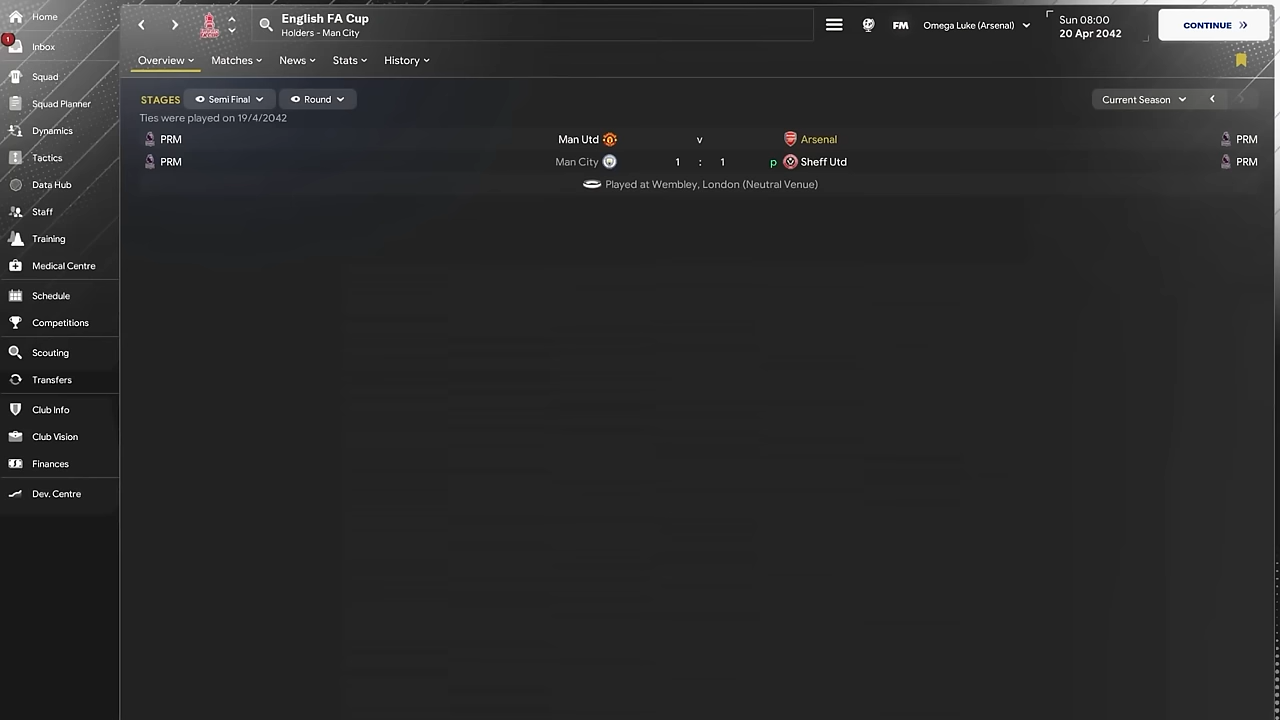 Home
1
Inbox
Squad
Squad Planner
Dynamics
Tactics
Data Hub
Staff
Training
Medical Centre
Schedule
Competitions
Scouting
Transfers
Club Info
Club Vision
Finances
Dev. Centre
English FA Cup
Holders - Man City
FM
Omega Luke (Arsenal)
Sun 08:00
20 Apr 2042
CONTINUE
Overview Matches News Stats History
STAGES Semi Final Round Current Season
Ties were played on 19/4/2042
PRM Man Utd v Arsenal PRM
PRM Man City 1 : 1 p Sheff Utd PRM
Played at Wembley, London (Neutral Venue)